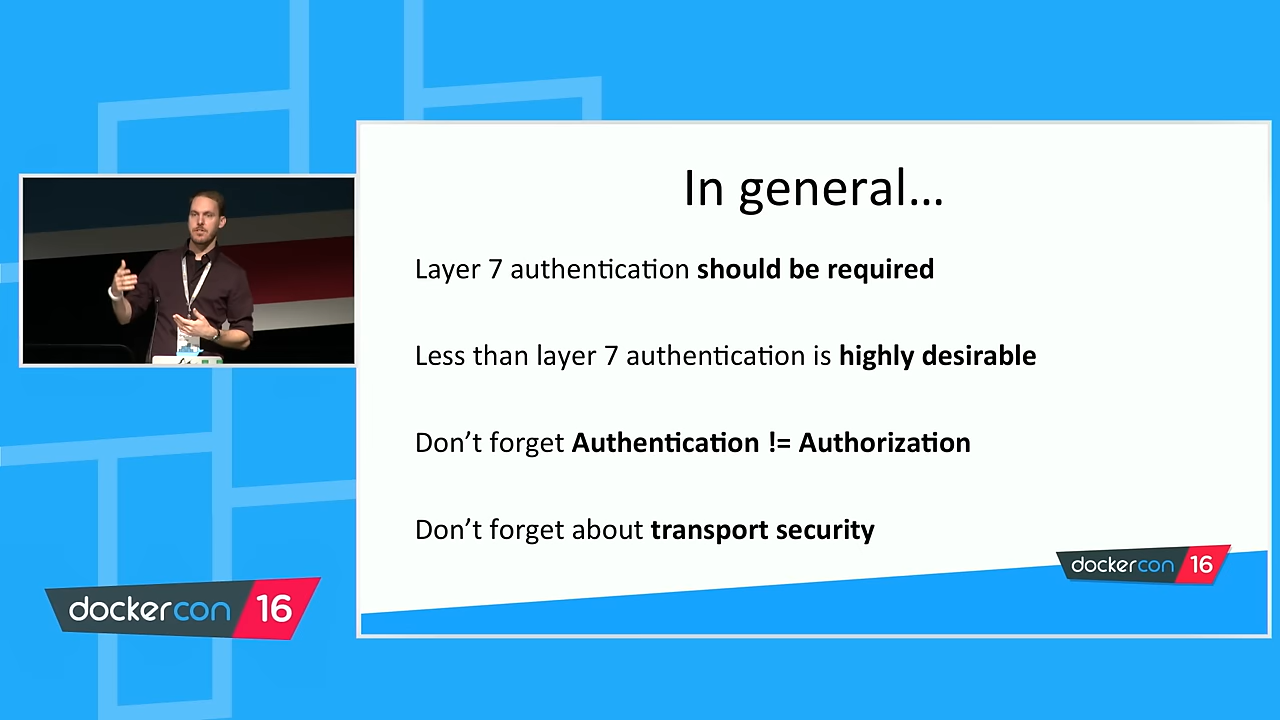 In general…
Layer 7 authentication should be required
Less than layer 7 authentication is highly desirable
Don’t forget Authentication != Authorization
Don’t forget about transport security
dockercon 16
dockercon 16